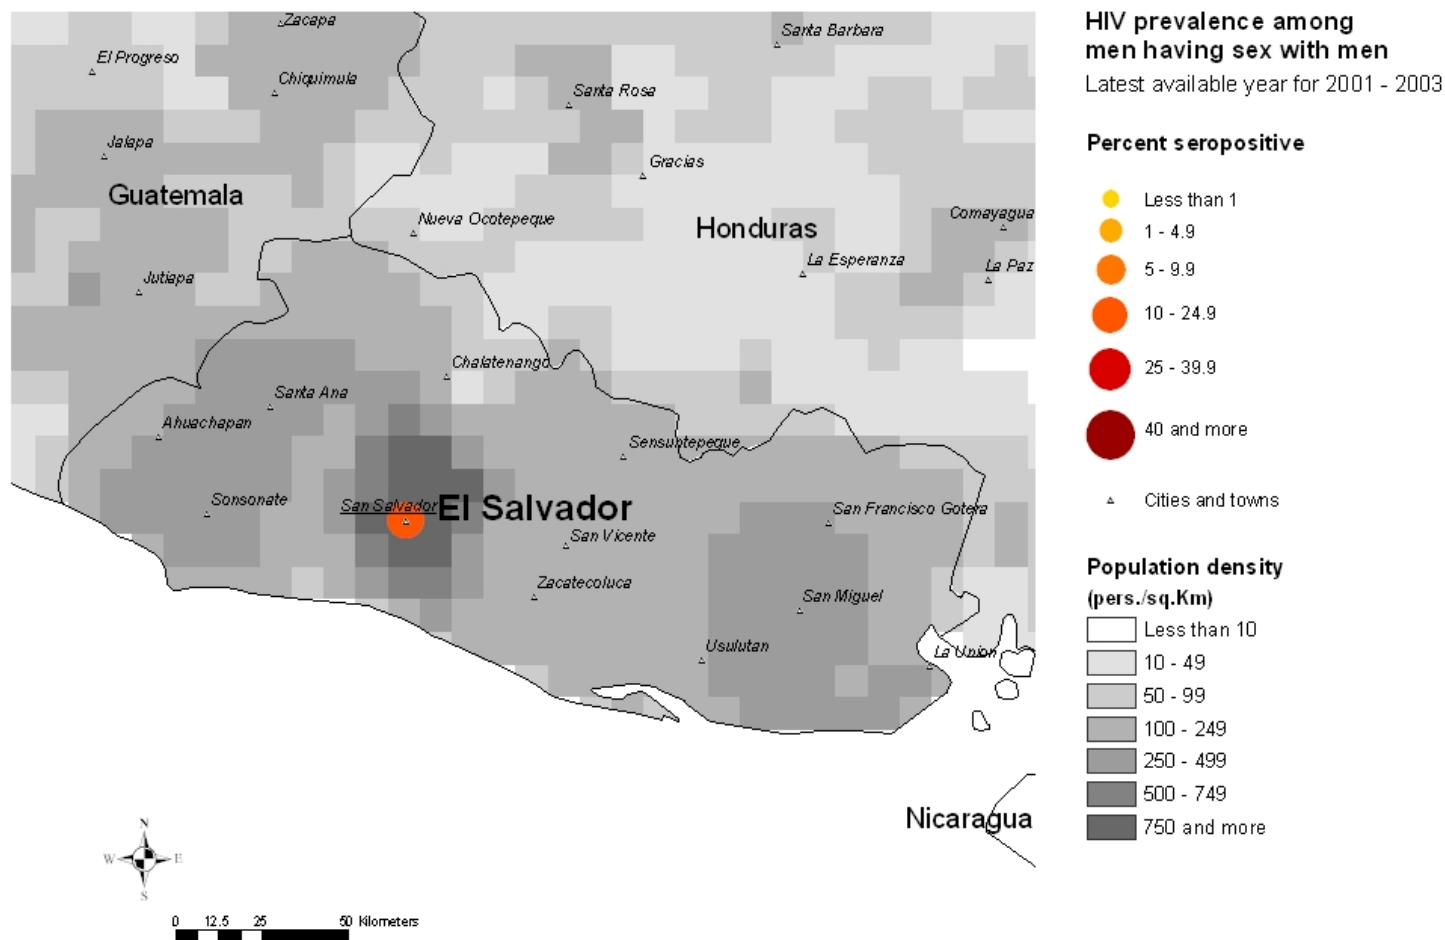 Zacapa
Santa Barbara
El Progreso
Chiquimula
Santa Rosa
Jalapa
Gracias
Guatemala
Nueva Ocotepeque
Honduras
Comayagua
La Esperanza
La Paz
Jutiapa
Chalatenango
Santa Ana
Ahuachapan
Sensuntepeque
Sonsonate
San Salvador
El Salvador
San Francisco Gotera
San Vicente
Zacatecoluca
San Miguel
Usulutan
La Union
Nicaragua
N
W
E
S
0 12.5 25 50 Kilometers
HIV prevalence among
men having sex with men
Latest available year for 2001 - 2003
Percent seropositive
Less than 1
1 - 4.9
5 - 9.9
10 - 24.9
25 - 39.9
40 and more
Cities and towns
Population density
(pers./sq.Km)
Less than 10
10 - 49
50 - 99
100 - 249
250 - 499
500 - 749
750 and more